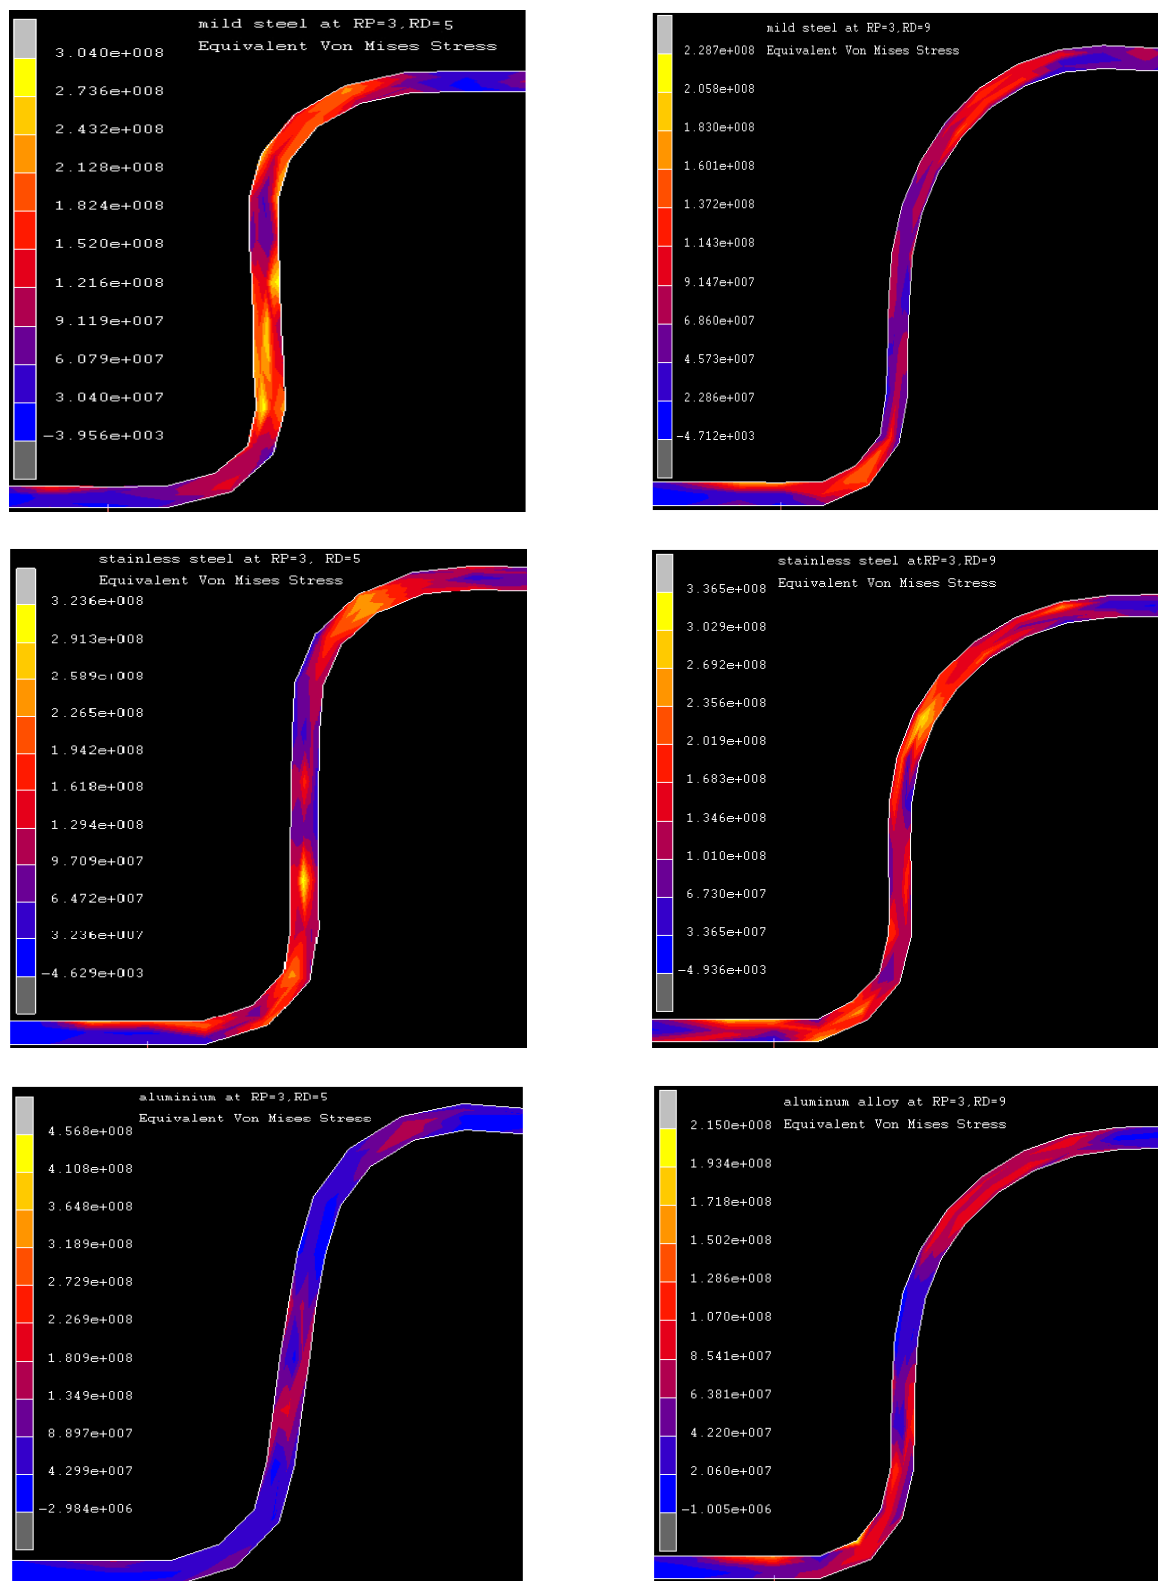 mild steel at RP=3,RD=5
Equivalent Von Mises Stress
3.040e+008
2.736e+008
2.432e+008
2.128e+008
1.824e+008
1.520e+008
1.216e+008
9.119e+007
6.079e+007
3.040e+007
−3.956e+003
mild steel at RP=3,RD=9
Equivalent Von Mises Stress
2.287e+008
2.058e+008
1.830e+008
1.601e+008
1.372e+008
1.143e+008
9.147e+007
6.860e+007
4.573e+007
2.286e+007
−4.712e+003
stainless steel at RP=3, RD=5
Equivalent Von Mises Stress
3.236e+008
2.913e+008
2.589e+008
2.265e+008
1.942e+008
1.618e+008
1.294e+008
9.709e+007
6.472e+007
3.236e+007
−4.629e+003
stainless steel atRP=3,RD=9
Equivalent Von Mises Stress
3.365e+008
3.029e+008
2.692e+008
2.356e+008
2.019e+008
1.683e+008
1.346e+008
1.010e+008
6.730e+007
3.365e+007
−4.936e+003
aluminium at RP=3,RD=5
Equivalent Von Mises Stress
4.568e+008
4.108e+008
3.648e+008
3.189e+008
2.729e+008
2.269e+008
1.809e+008
1.349e+008
8.897e+007
4.299e+007
−2.984e+006
aluminum alloy at RP=3,RD=9
Equivalent Von Mises Stress
2.150e+008
1.934e+008
1.718e+008
1.502e+008
1.286e+008
1.070e+008
8.541e+007
6.381e+007
4.220e+007
2.060e+007
−1.005e+006